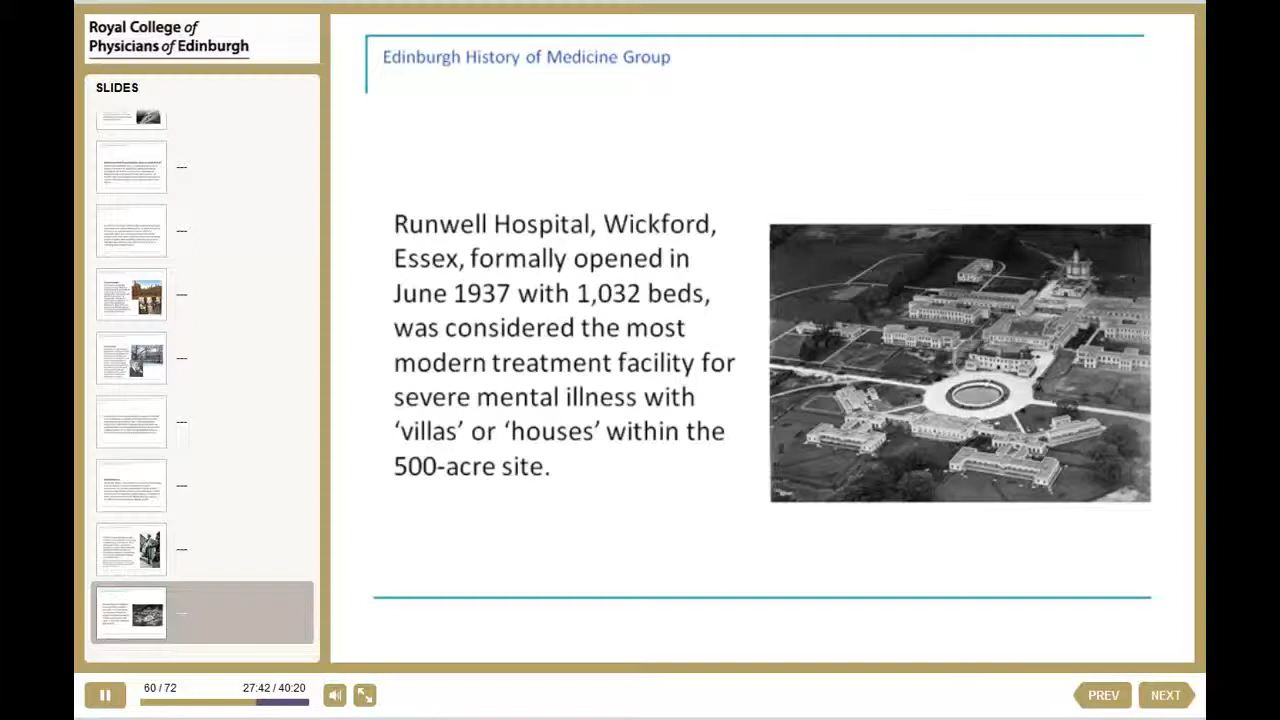 Royal College of
Physicians of Edinburgh
SLIDES
Edinburgh History of Medicine Group
Runwell Hospital, Wickford,
Essex, formally opened in
June 1937 with 1,032 beds,
was considered the most
modern treatment facility for
severe mental illness with
‘villas’ or ‘houses’ within the
500-acre site.
60 / 72
27:42 / 40:20
PREV
NEXT